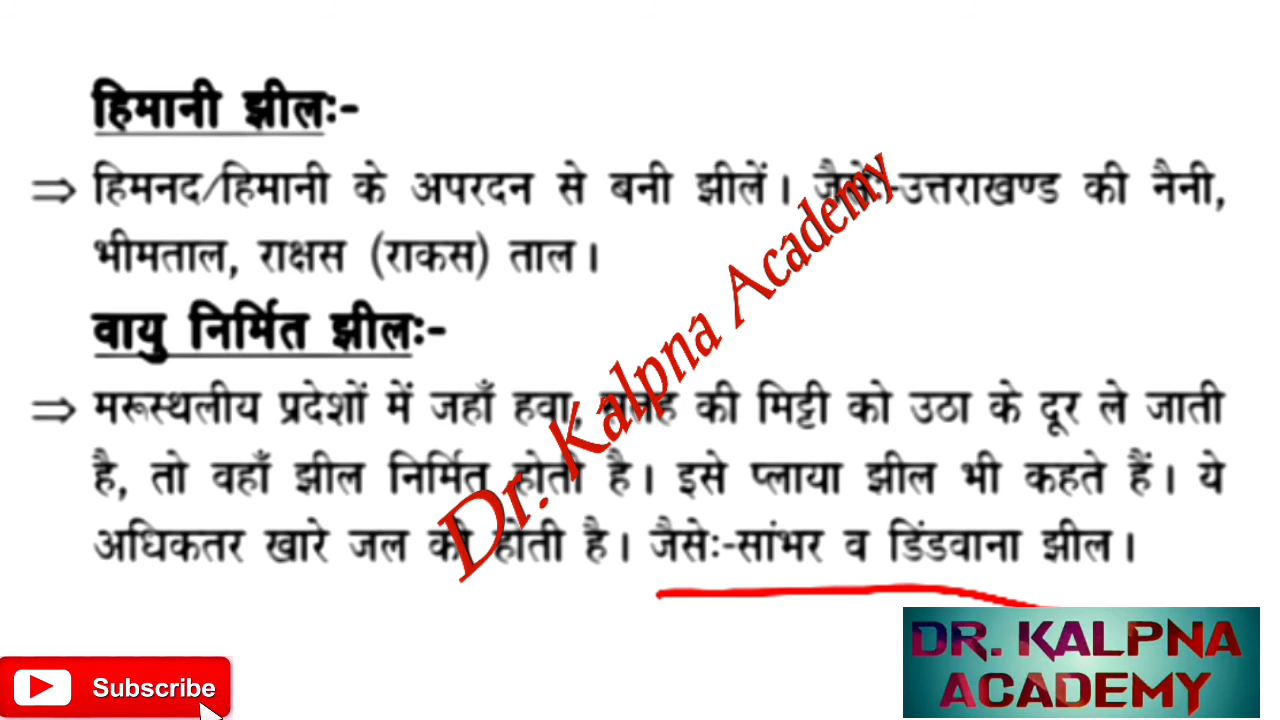 हिमानी झीलः-
⇒ हिमनद/हिमानी के अपरदन से बनी झीलें। जैसेः-उत्तराखण्ड की नैनी,
भीमताल, राक्षस (राकस) ताल।
वायु निर्मित झीलः-
⇒ मरूस्थलीय प्रदेशों में जहाँ हवा, सतह की मिट्टी को उठा के दूर ले जाती
है, तो वहाँ झील निर्मित होती है। इसे प्लाया झील भी कहते हैं। ये
अधिकतर खारे जल की होती है। जैसेः-सांभर व डिंडवाना झील।
Dr. Kalpna Academy
DR. KALPNA
ACADEMY
Subscribe